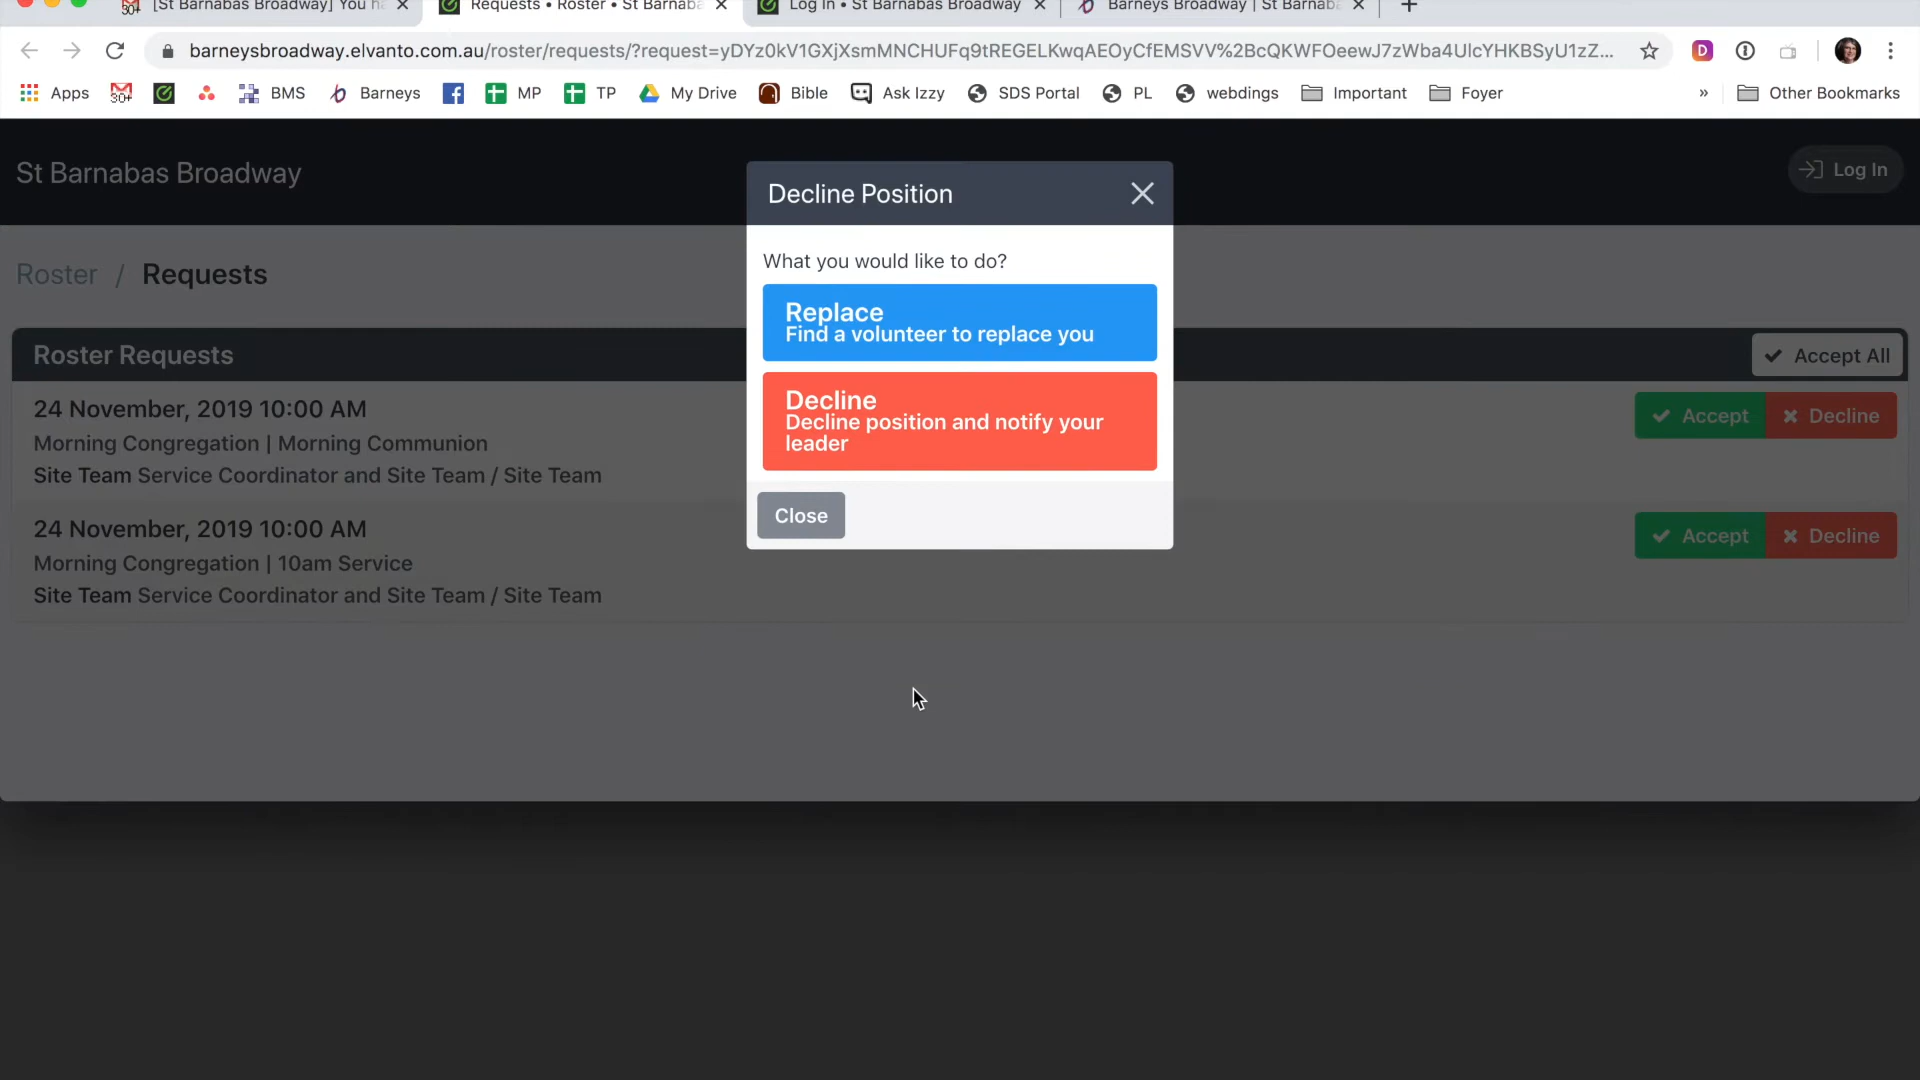 [St Barnabas Broadway] You ha
Requests • Roster • St Barnaba
Log In • St Barnabas Broadway
Barneys Broadway | St Barnaba
barneysbroadway.elvanto.com.au/roster/requests/?request=yDYz0kV1GXjXsmMNCHUFq9tREGELKwqAEOyCfEMSVV%2BcQKWFOeewJ7zWba4UlcYHKBSyU1zZ...
D
Apps
30+
BMS
Barneys
MP
TP
My Drive
Bible
Ask Izzy
SDS Portal
PL
webdings
Important
Foyer
»
Other Bookmarks
St Barnabas Broadway
Log In
Roster / Requests
Decline Position
What you would like to do?
Replace
Find a volunteer to replace you
Decline
Decline position and notify your
leader
Close
Roster Requests
Accept All
24 November, 2019 10:00 AM
Morning Congregation | Morning Communion
Site Team Service Coordinator and Site Team / Site Team
Accept
Decline
24 November, 2019 10:00 AM
Morning Congregation | 10am Service
Site Team Service Coordinator and Site Team / Site Team
Accept
Decline